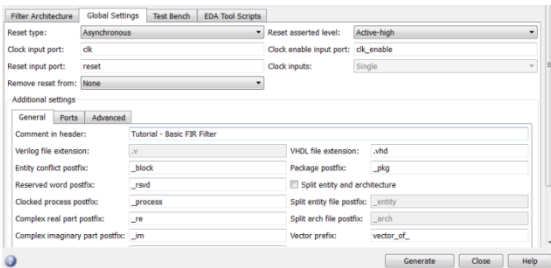 Filter Architecture Global Settings Test Bench EDA Tool Scripts
Reset type: Asynchronous Reset asserted level: Active-high
Clock input port: clk Clock enable input port: clk_enable
Reset input port: reset Clock inputs: Single
Remove reset from: None
Additional settings
General Ports Advanced
Comment in header: Tutorial - Basic FIR Filter
Verilog file extension: .v VHDL file extension: .vhd
Entity conflict postfix: _block Package postfix: _pkg
Reserved word postfix: _rsvd Split entity and architecture
Clocked process postfix: _process Split entity file postfix: _entity
Complex real part postfix: _re Split arch file postfix: _arch
Complex imaginary part postfix: _im Vector prefix: vector_of_
Generate Close Help